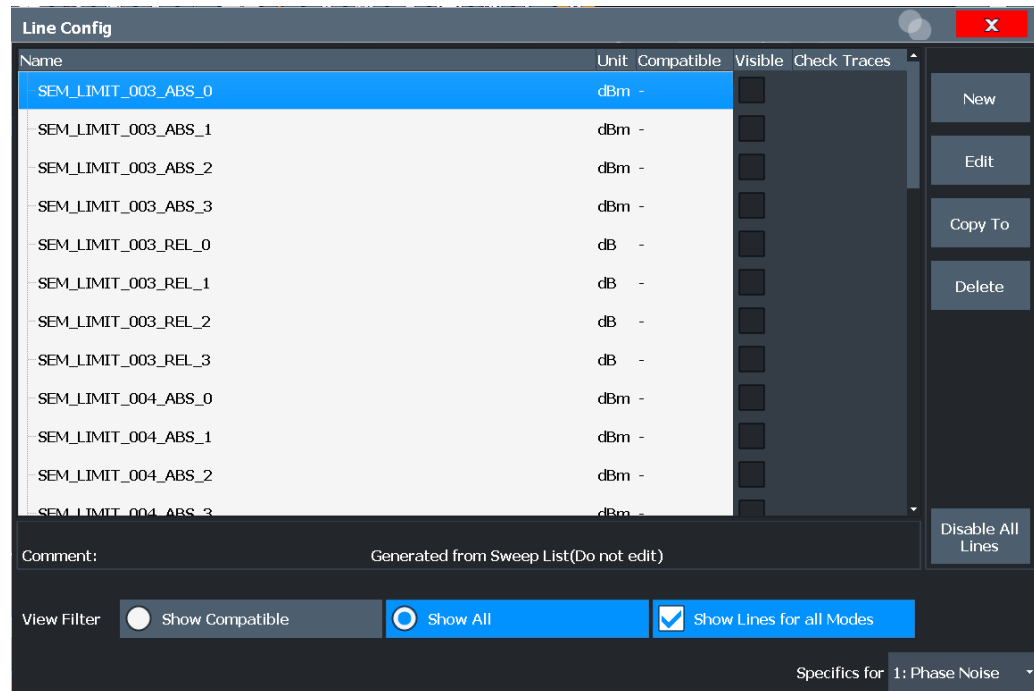 Line Config X
Name Unit Compatible Visible Check Traces
SEM_LIMIT_003_ABS_0 dBm -
New
SEM_LIMIT_003_ABS_1 dBm -
SEM_LIMIT_003_ABS_2 dBm -
Edit
SEM_LIMIT_003_ABS_3 dBm -
Copy To
SEM_LIMIT_003_REL_0 dB -
SEM_LIMIT_003_REL_1 dB -
Delete
SEM_LIMIT_003_REL_2 dB -
SEM_LIMIT_003_REL_3 dB -
SEM_LIMIT_004_ABS_0 dBm -
SEM_LIMIT_004_ABS_1 dBm -
SEM_LIMIT_004_ABS_2 dBm -
SEM_LIMIT_004_ABS_3 dBm -
Disable All
Lines
Comment: Generated from Sweep List(Do not edit)
View Filter Show Compatible Show All Show Lines for all Modes
Specifics for 1: Phase Noise